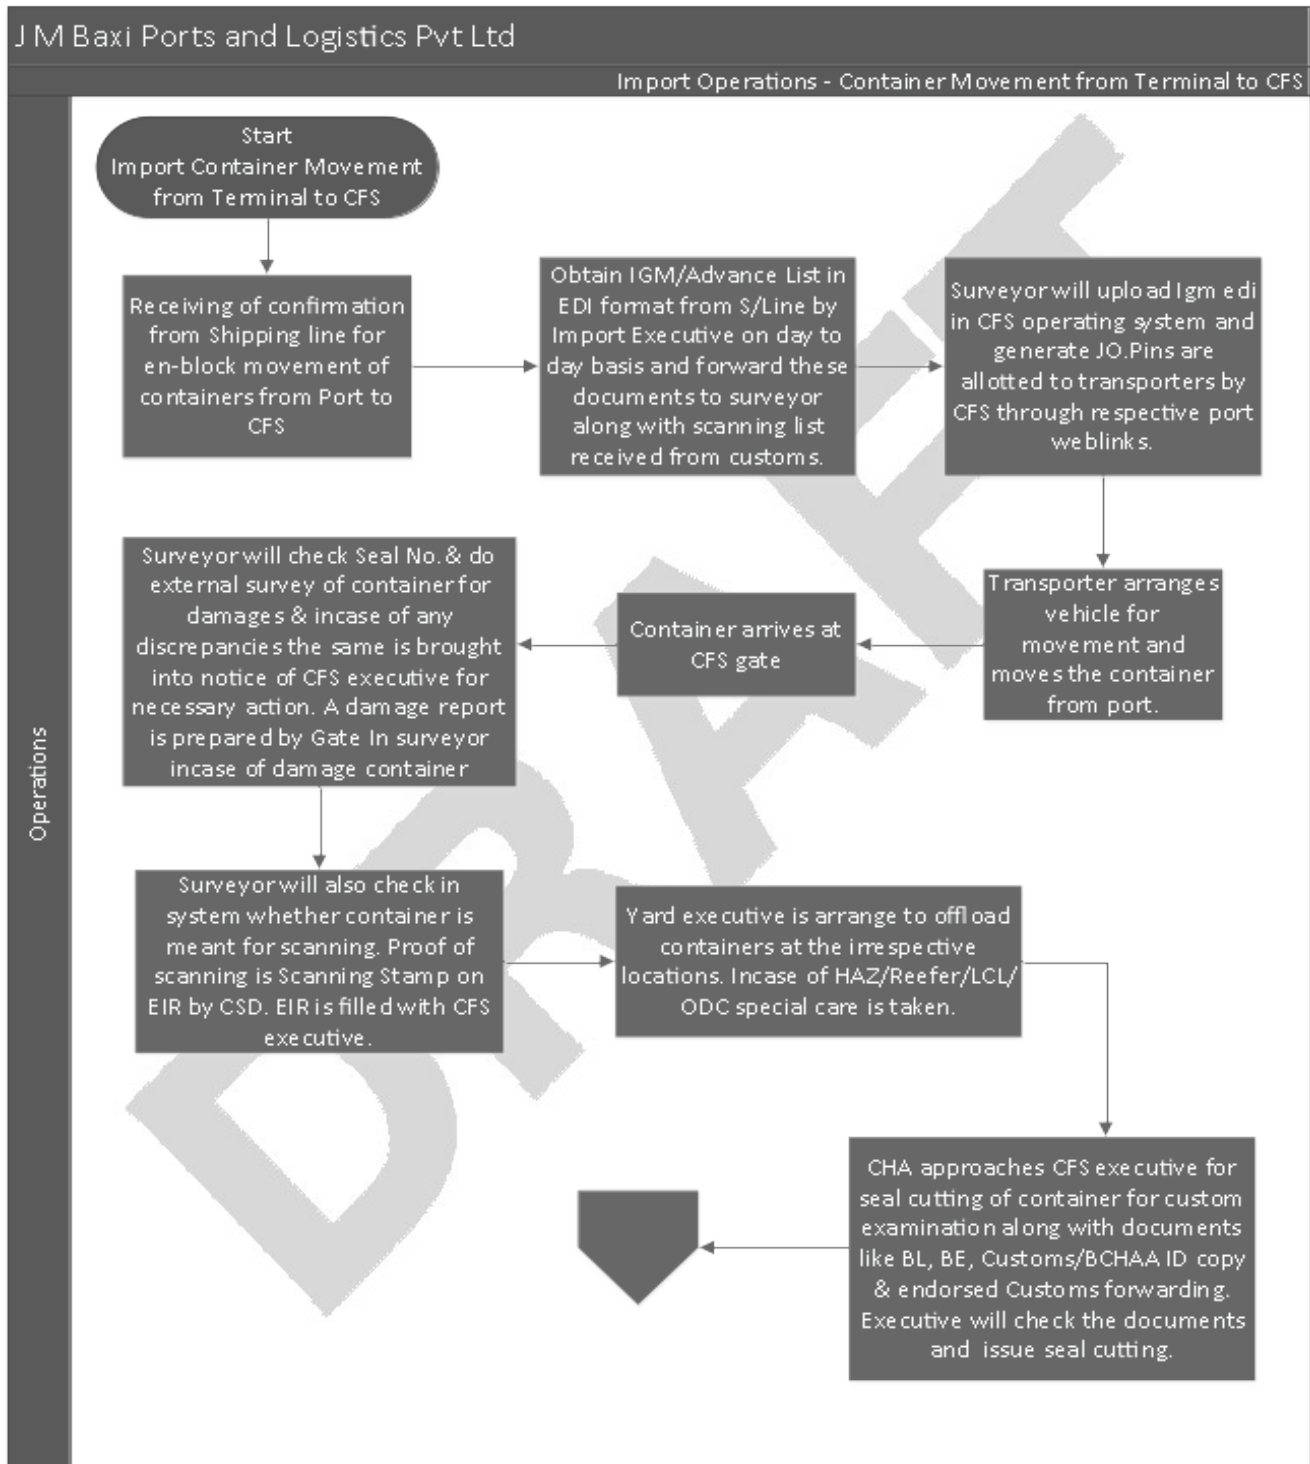 J M Baxi Ports and Logistics Pvt Ltd
Import Operations - Container Movement from Terminal to CFS
Operations
Start
Import Container Movement
from Terminal to CFS
Receiving of confirmation
from Shipping line for
en-block movement of
containers from Port to
CFS
Obtain IGM/Advance List in
EDI format from S/Line by
Import Executive on day to
day basis and forward these
documents to surveyor
along with scanning list
received from customs.
Surveyor will upload Igm edi
in CFS operating system and
generate JO.Pins are
allotted to transporters by
CFS through respective port
weblinks.
Transporter arranges
vehicle for
movement and
moves the container
from port.
Container arrives at
CFS gate
Surveyor will check Seal No. & do
external survey of container for
damages & incase of any
discrepancies the same is brought
into notice of CFS executive for
necessary action. A damage report
is prepared by Gate In surveyor
incase of damage container
Surveyor will also check in
system whether container is
meant for scanning. Proof of
scanning is Scanning Stamp on
EIR by CSD. EIR is filled with CFS
executive.
Yard executive is arrange to offload
containers at the irrespective
locations. Incase of HAZ/Reefer/LCL/
ODC special care is taken.
CHA approaches CFS executive for
seal cutting of container for custom
examination along with documents
like BL, BE, Customs/BCHAA ID copy
& endorsed Customs forwarding.
Executive will check the documents
and issue seal cutting.
DRAFT